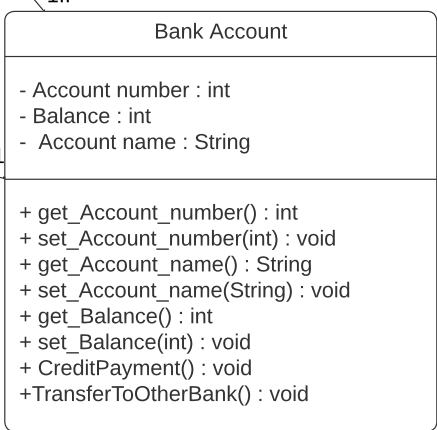 Bank Account
- Account number : int
- Balance : int
-  Account name : String
+ get_Account_number() : int
+ set_Account_number(int) : void
+ get_Account_name() : String
+ set_Account_name(String) : void
+ get_Balance() : int
+ set_Balance(int) : void
+ CreditPayment() : void
+TransferToOtherBank() : void